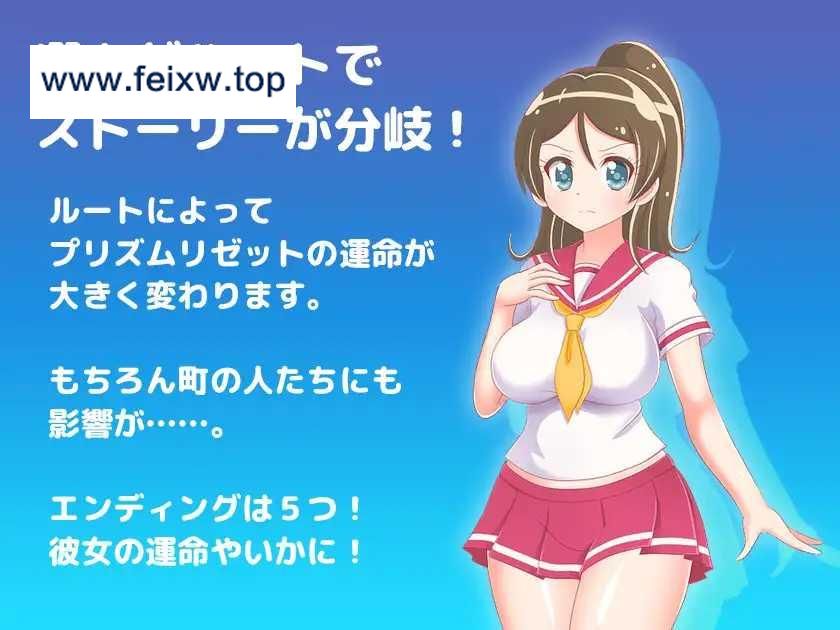 トで
www.feixw.top
ストーリーが分岐！
ルートによって
プリズムリゼットの運命が
大きく変わります。
もちろん町の人たちにも
影響が……。
エンディングは５つ！
彼女の運命やいかに！